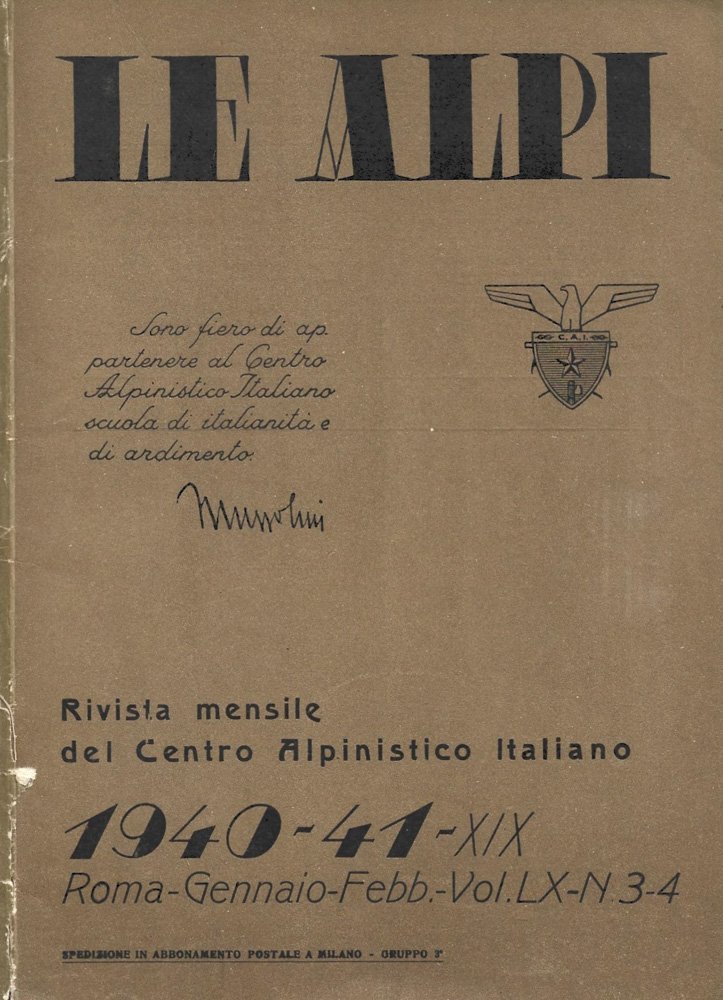 LE ALPI
Sono fiero di ap.
partenere al Centro
Alpinistico Italiano
scuola di italianità e
di ardimento.
Mussolini
C.A.I.
Rivista mensile
del Centro Alpinistico Italiano
1940-41-XIX
Roma-Gennaio-Febb.-Vol.LX-N.3-4
SPEDIZIONE IN ABBONAMENTO POSTALE A MILANO - GRUPPO 3°